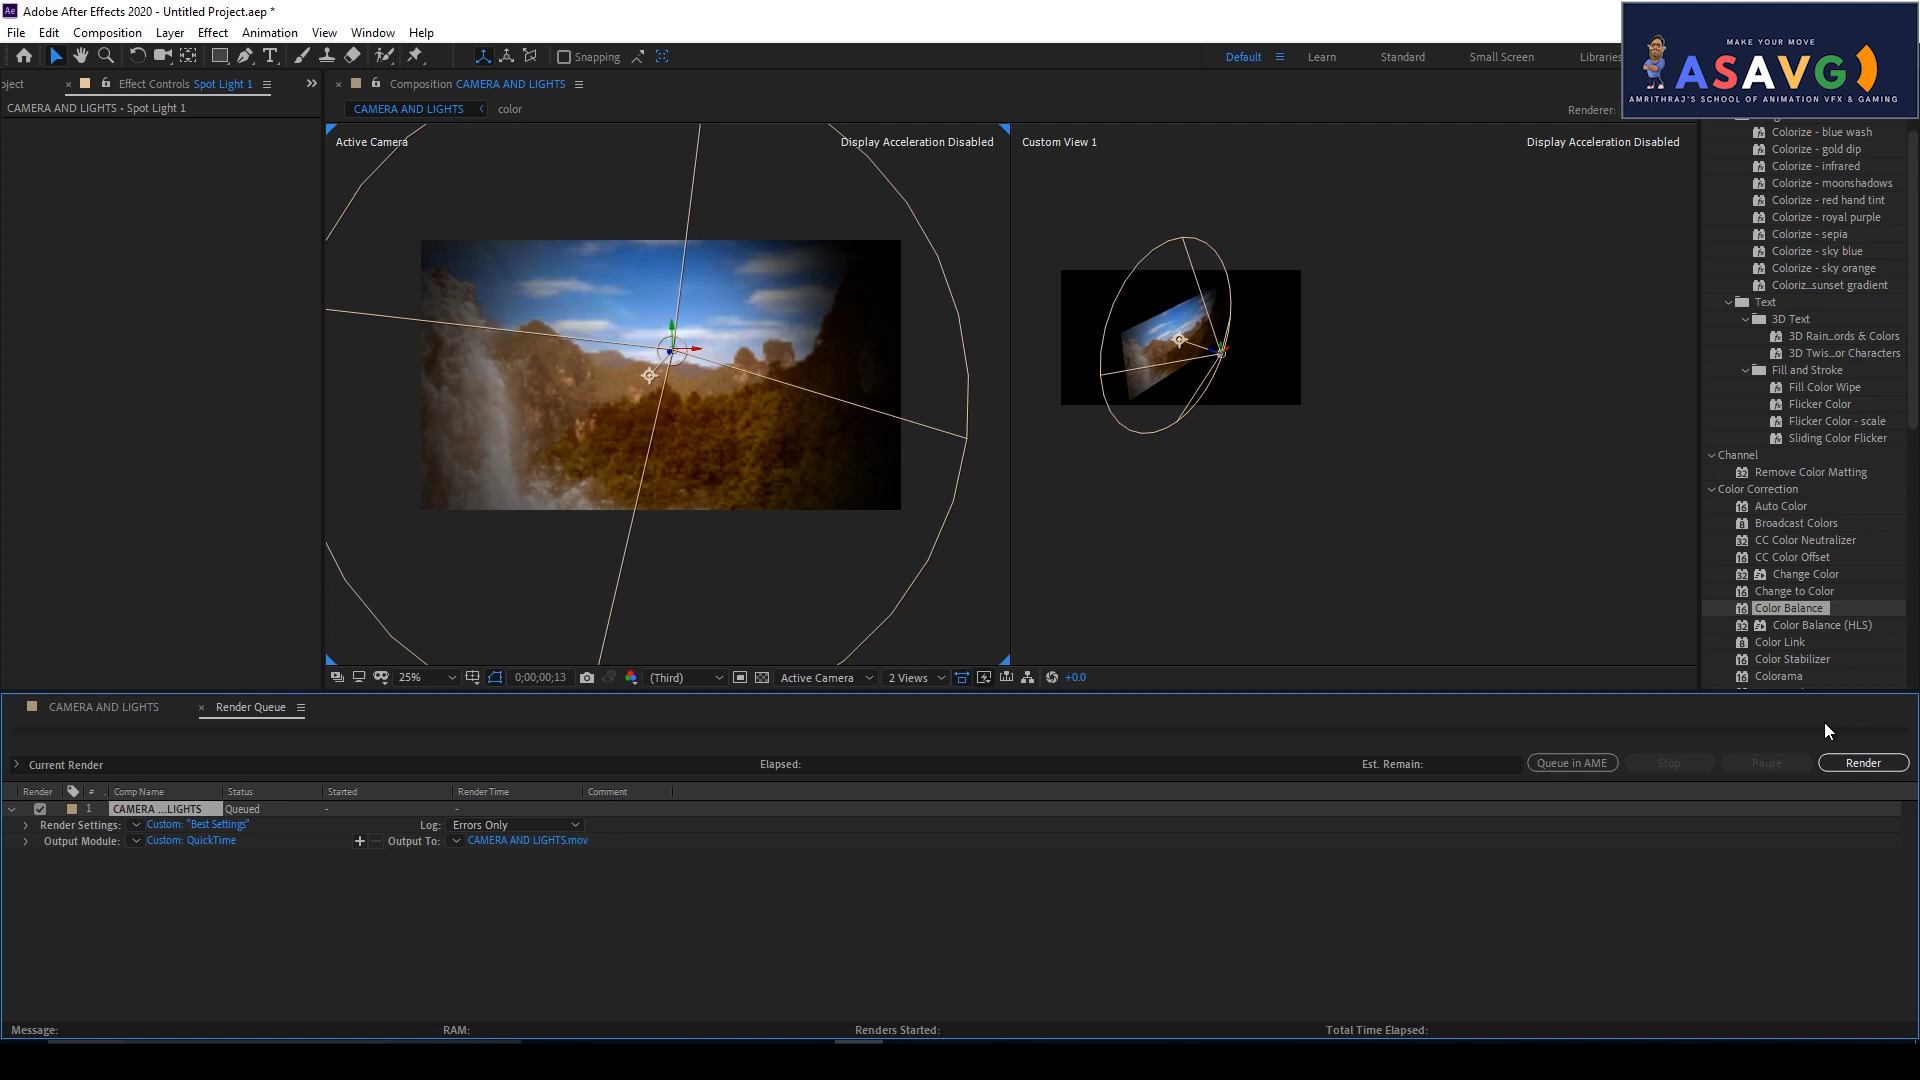 Adobe After Effects 2020 - Untitled Project.aep *
File Edit Composition Layer Effect Animation View Window Help
Snapping
Default Learn Standard Small Screen Libraries
MAKE YOUR MOVE
ASAVG
AMRITHRAJ'S SCHOOL OF ANIMATION VFX & GAMING
oject Effect Controls Spot Light 1
Composition CAMERA AND LIGHTS
CAMERA AND LIGHTS • Spot Light 1
CAMERA AND LIGHTS color
Renderer:
Active Camera Display Acceleration Disabled
Custom View 1 Display Acceleration Disabled
Colorize - blue wash
Colorize - gold dip
Colorize - infrared
Colorize - moonshadows
Colorize - red hand tint
Colorize - royal purple
Colorize - sepia
Colorize - sky blue
Colorize - sky orange
Coloriz...sunset gradient
Text
3D Text
3D Rain...ords & Colors
3D Twis...or Characters
Fill and Stroke
Fill Color Wipe
Flicker Color
Flicker Color - scale
Sliding Color Flicker
Channel
Remove Color Matting
Color Correction
Auto Color
Broadcast Colors
CC Color Neutralizer
CC Color Offset
Change Color
Change to Color
Color Balance
Color Balance (HLS)
Color Link
Color Stabilizer
Colorama
25% 0;00;00;13 (Third) Active Camera 2 Views +0.0
CAMERA AND LIGHTS Render Queue
Current Render Elapsed: Est. Remain: Queue in AME Stop Pause Render
Render # Comp Name Status Started Render Time Comment
1 CAMERA ...LIGHTS Queued - -
Render Settings: Custom: "Best Settings" Log: Errors Only
Output Module: Custom: QuickTime Output To: CAMERA AND LIGHTS.mov
Message: RAM: Renders Started: Total Time Elapsed: